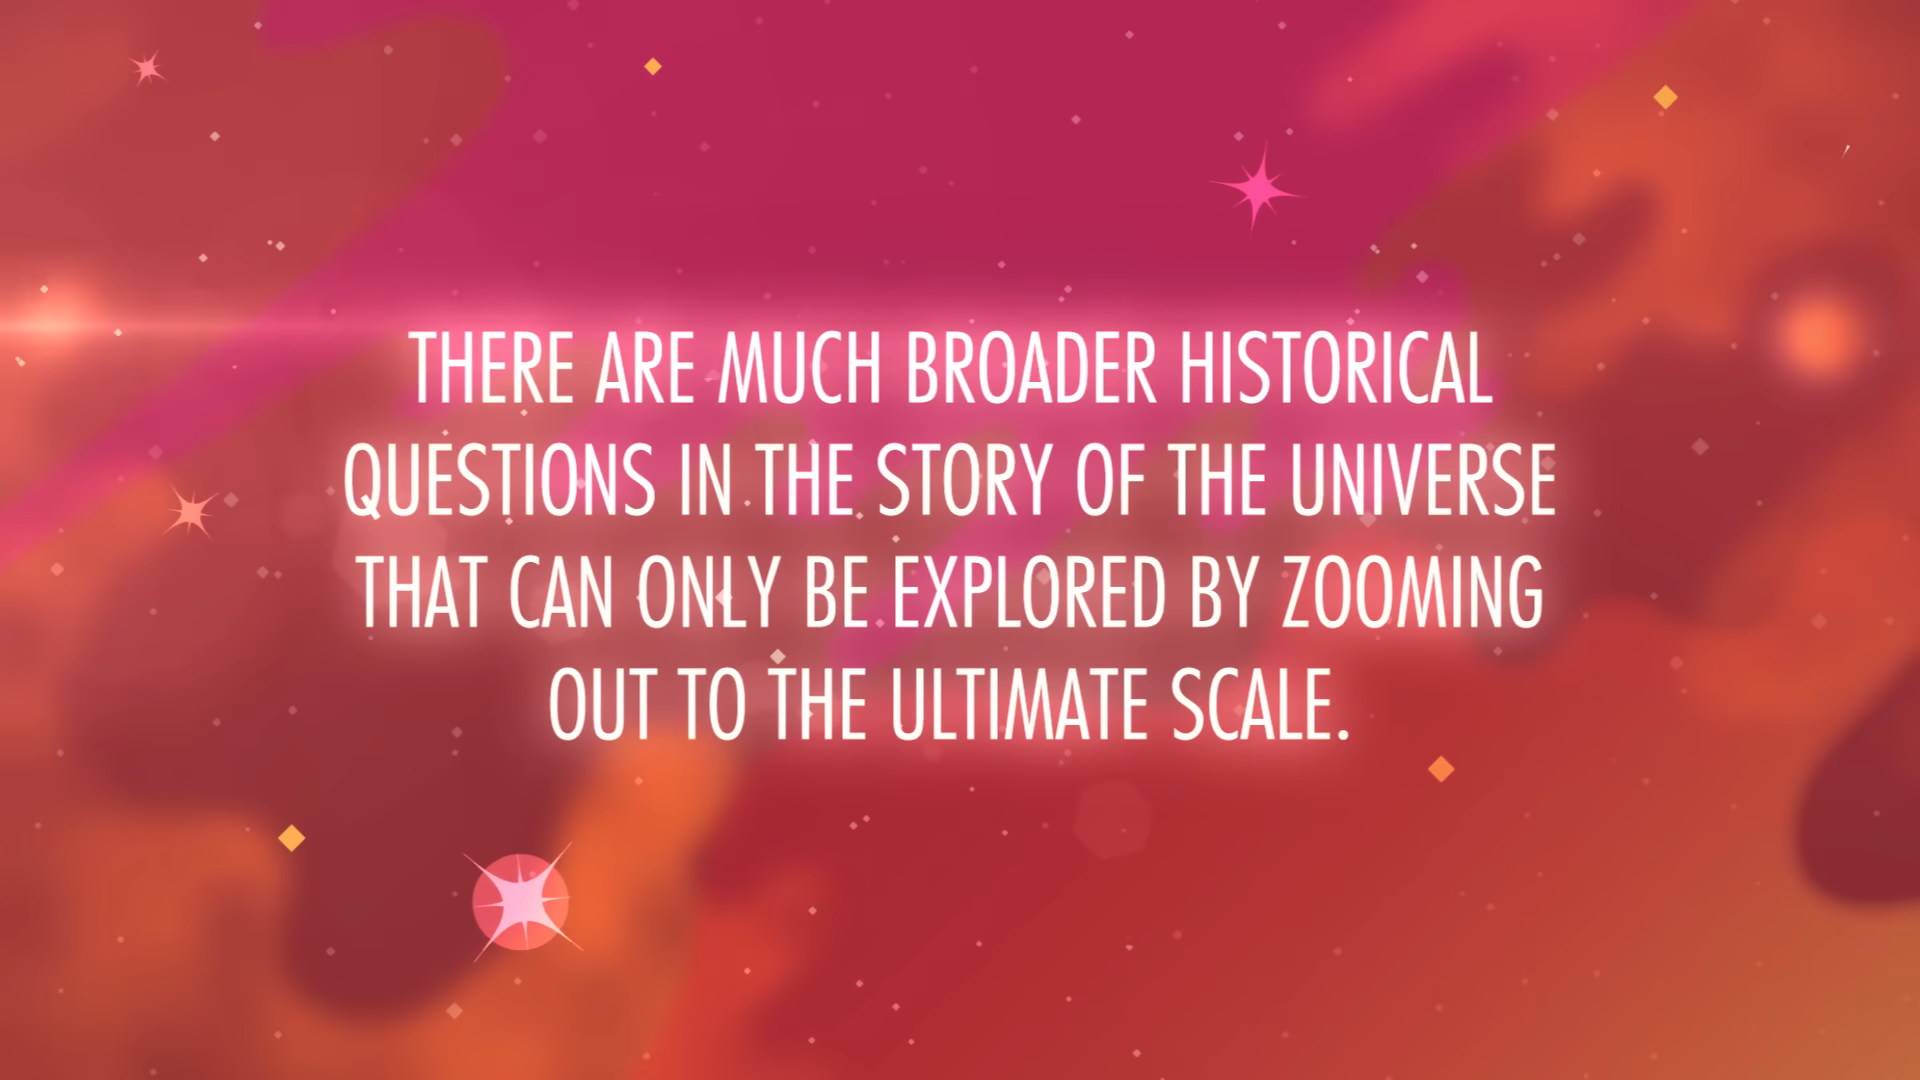 THERE ARE MUCH BROADER HISTORICAL
QUESTIONS IN THE STORY OF THE UNIVERSE
THAT CAN ONLY BE EXPLORED BY ZOOMING
OUT TO THE ULTIMATE SCALE.